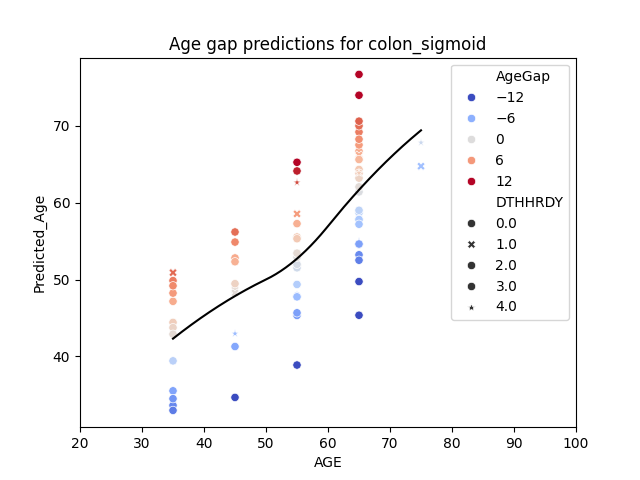 Age gap predictions for colon_sigmoid
Predicted_Age
70
60
50
40
20 30 40 50 60 70 80 90 100
AGE
AgeGap
−12
−6
0
6
12
DTHHRDY
0.0
1.0
2.0
3.0
4.0